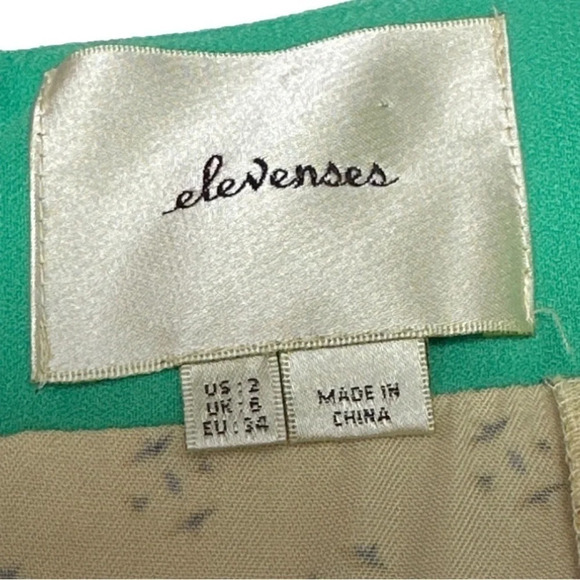 elevenses
US : 2
UK : 6
EU : 34
MADE IN
CHINA